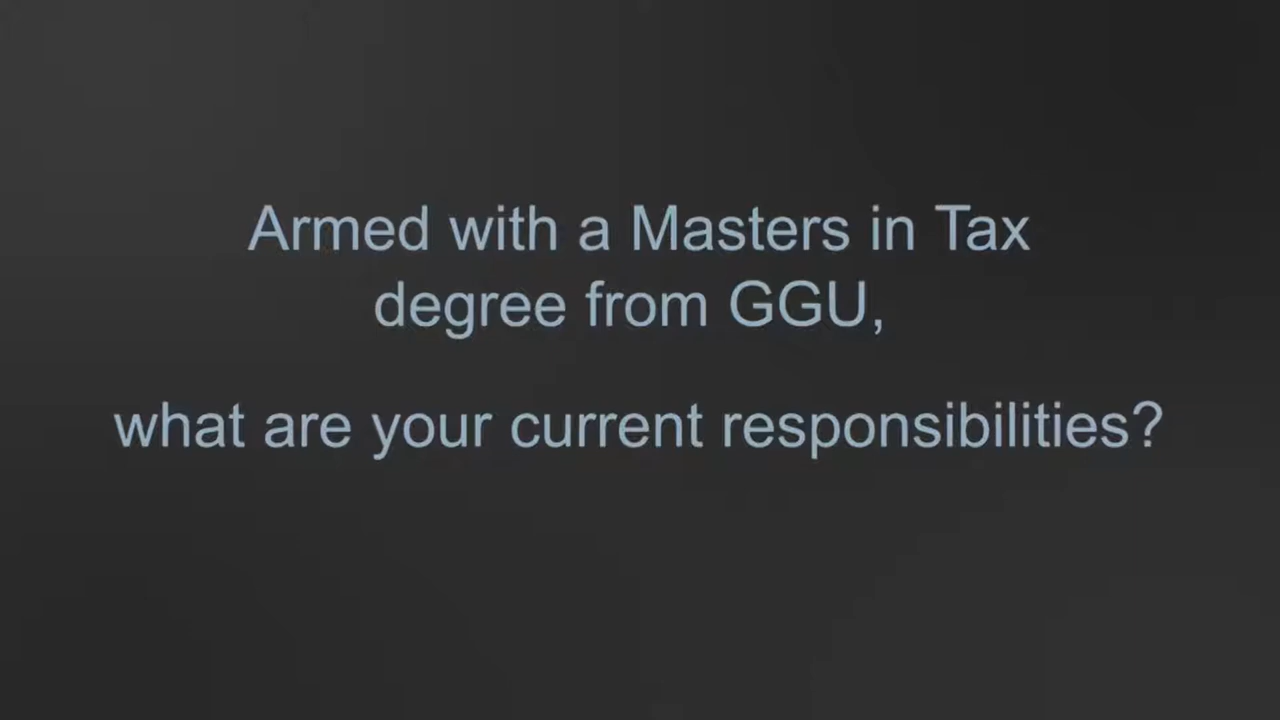 Armed with a Masters in Tax
degree from GGU,
what are your current responsibilities?